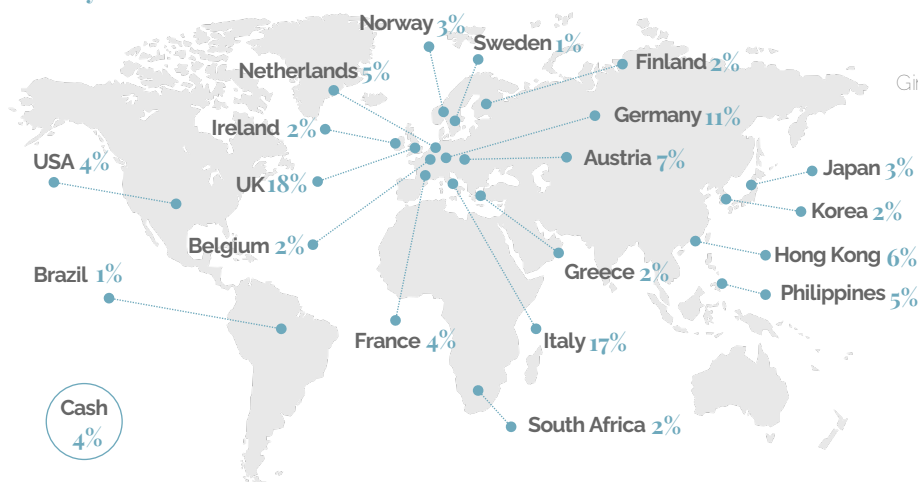 Norway 3%
Sweden 1%
Netherlands 5%
Finland 2%
Germany 11%
Ireland 2%
USA 4%
Austria 7%
Japan 3%
UK 18%
Korea 2%
Belgium 2%
Hong Kong 6%
Brazil 1%
Greece 2%
Philippines 5%
France 4%
Italy 17%
Cash
4%
South Africa 2%